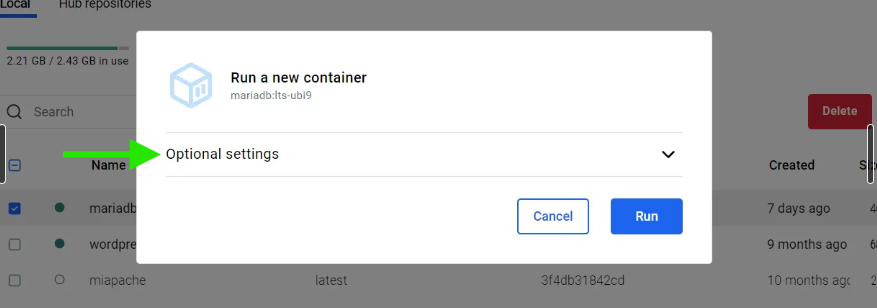 Local Hub repositories
2.21 GB / 2.43 GB in use
Run a new container
mariadb:lts-ubi9
Search
Delete
Optional settings
Name Created
mariadb 7 days ago
Cancel Run
wordpre 9 months ago
miapache latest 3f4db31842cd 10 months ago